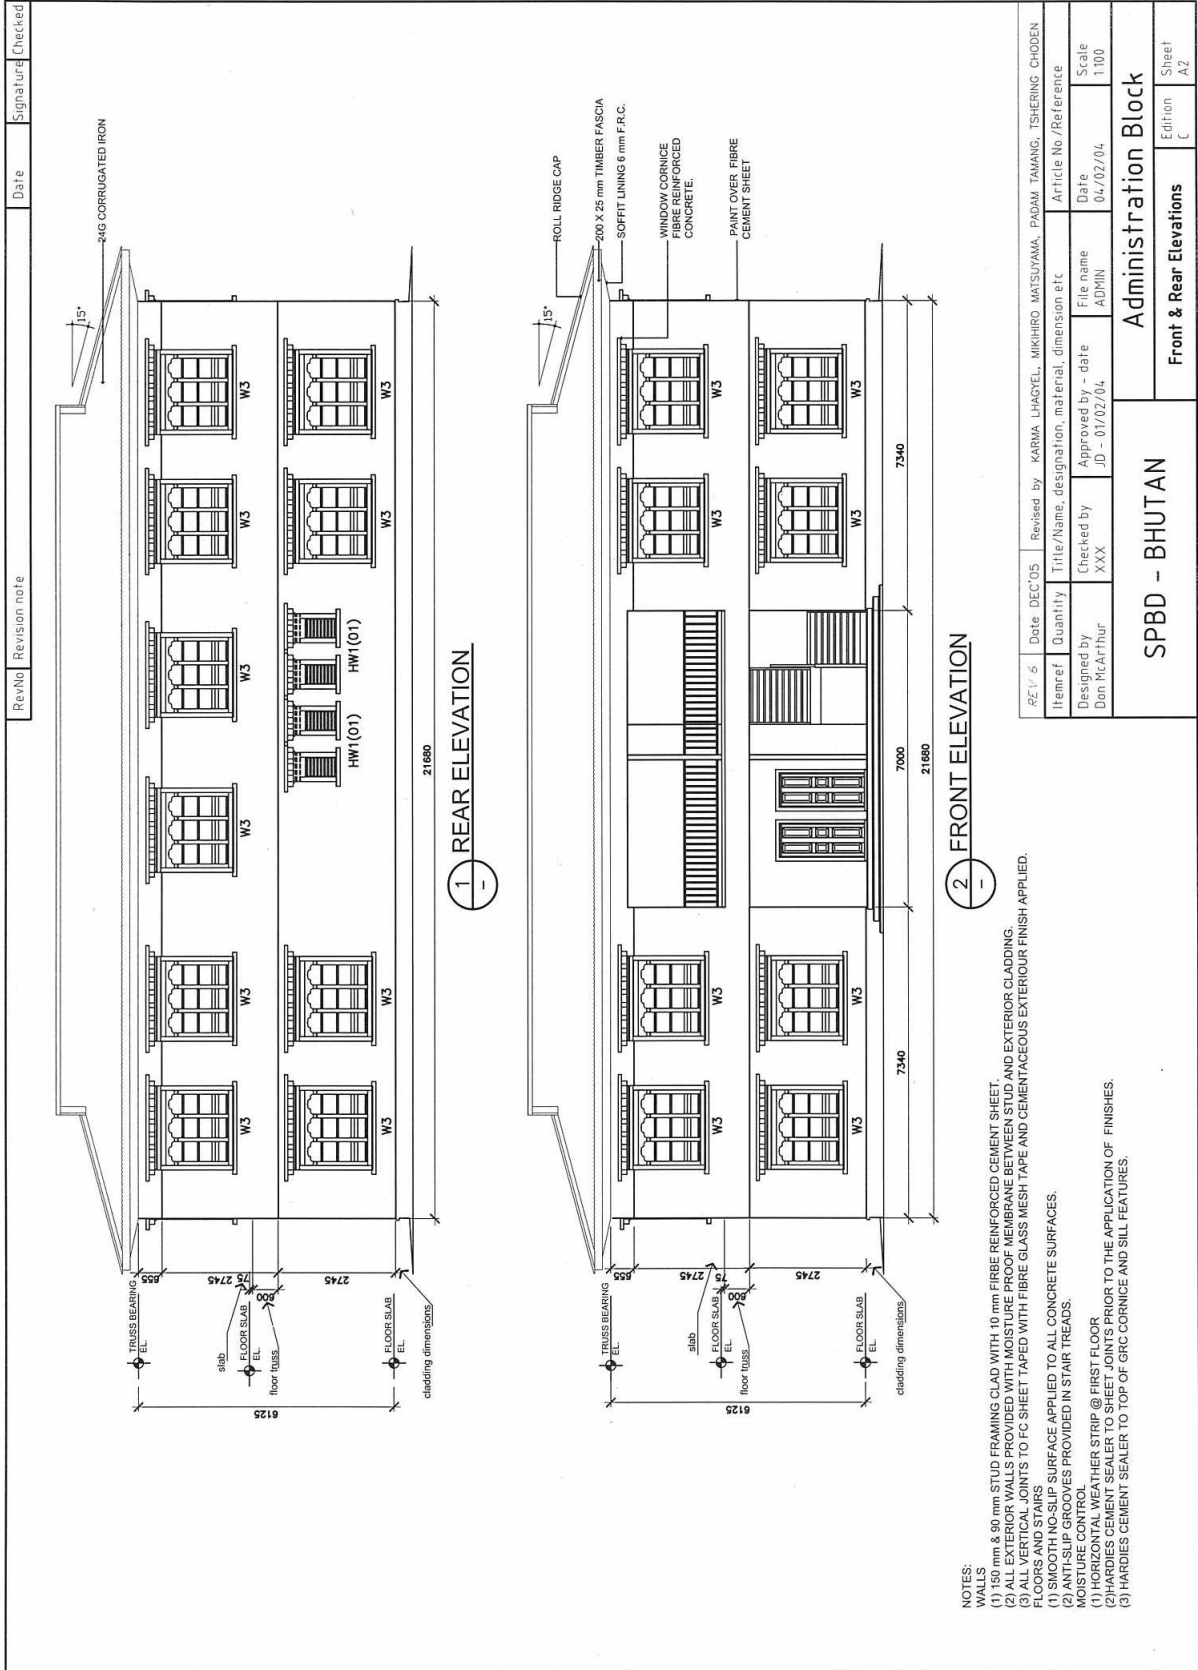 RevNo Revision note Date Signature Checked
24G CORRUGATED IRON
15°
TRUSS BEARING
EL.
slab
FLOOR SLAB
EL.
floor truss
FLOOR SLAB
EL.
cladding dimensions
6125
655
2745
75
600
2745
W3 W3 W3 W3 W3 W3
W3 W3 HW1(01) HW1(01) W3 W3
21680
1
-
REAR ELEVATION
15°
ROLL RIDGE CAP
200 X 25 mm TIMBER FASCIA
SOFFIT LINING 6 mm F.R.C.
WINDOW CORNICE
FIBRE REINFORCED
CONCRETE.
PAINT OVER FIBRE
CEMENT SHEET
TRUSS BEARING
EL.
slab
FLOOR SLAB
EL.
floor truss
FLOOR SLAB
EL.
cladding dimensions
6125
655
2745
75
600
2745
W3 W3 W3 W3
W3 W3 W3 W3
7340 7000 7340
21680
2
-
FRONT ELEVATION
NOTES:
WALLS
(1) 150 mm & 90 mm STUD FRAMING CLAD WITH 10 mm FIRBE REINFORCED CEMENT SHEET.
(2) ALL EXTERIOR WALLS PROVIDED WITH MOISTURE PROOF MEMBRANE BETWEEN STUD AND EXTERIOR CLADDING.
(3) ALL VERTICAL JOINTS TO FC SHEET TAPED WITH FIBRE GLASS MESH TAPE AND CEMENTACEOUS EXTERIOUR FINISH APPLIED.
FLOORS AND STAIRS
(1) SMOOTH NO-SLIP SURFACE APPLIED TO ALL CONCRETE SURFACES.
(2) ANTI-SLIP GROOVES PROVIDED IN STAIR TREADS.
MOISTURE CONTROL
(1) HORIZONTAL WEATHER STRIP @ FIRST FLOOR
(2)HARDIES CEMENT SEALER TO SHEET JOINTS PRIOR TO THE APPLICATION OF FINISHES.
(3) HARDIES CEMENT SEALER TO TOP OF GRC CORNICE AND SILL FEATURES.
REV 6 Date DEC'05 Revised by KARMA LHAGYEL, MIKIHIRO MATSUYAMA, PADAM TAMANG, TSHERING CHODEN
Itemref Quantity Title/Name, designation, material, dimension etc Article No./Reference
Designed by Checked by Approved by - date File name Date Scale
Don McArthur XXX JD - 01/02/04 ADMIN 04/02/04 1:100
SPBD - BHUTAN
Administration Block
Front & Rear Elevations
Edition Sheet
C A2